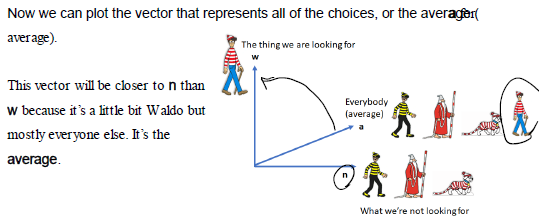 Now we can plot the vector that represents all of the choices, or the average (
average).
The thing we are looking for
w
This vector will be closer to n than
w because it's a little bit Waldo but
mostly everyone else. It's the
average.
Everybody
(average)
a
n
What we're not looking for